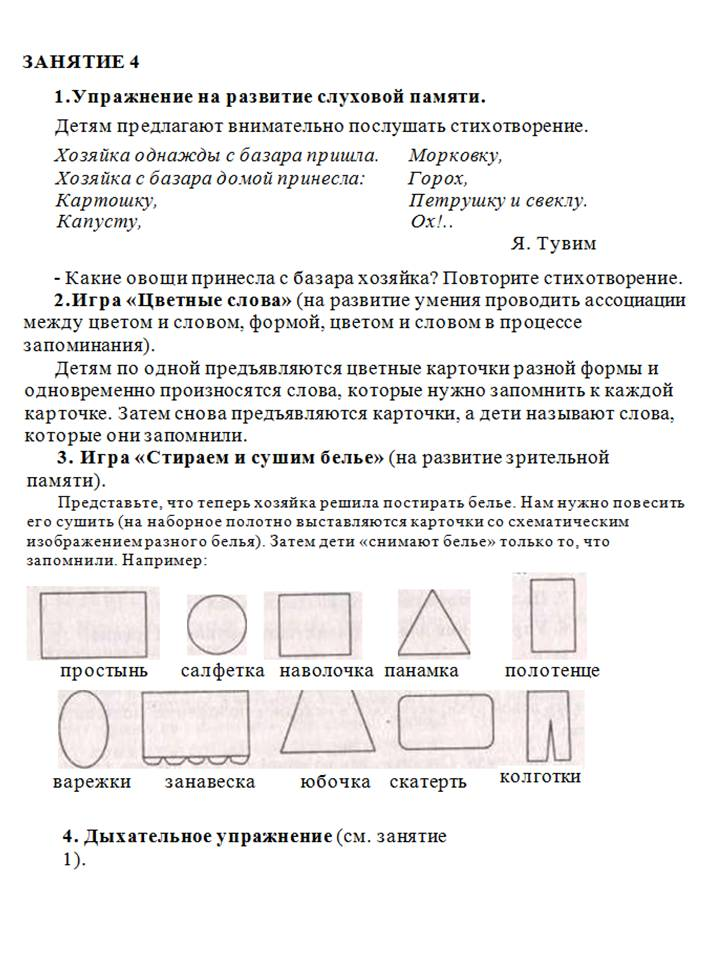 ЗАНЯТИЕ 4
1.Упражнение на развитие слуховой памяти.
Детям предлагают внимательно послушать стихотворение.
Хозяйка однажды с базара пришла. Морковку,
Хозяйка с базара домой принесла: Горох,
Картошку, Петрушку и свеклу.
Капусту, Ох!..
Я. Тувим
- Какие овощи принесла с базара хозяйка? Повторите стихотворение.
2.Игра «Цветные слова» (на развитие умения проводить ассоциации
между цветом и словом, формой, цветом и словом в процессе
запоминания).
Детям по одной предъявляются цветные карточки разной формы и
одновременно произносятся слова, которые нужно запомнить к каждой
карточке. Затем снова предъявляются карточки, а дети называют слова,
которые они запомнили.
3. Игра «Стираем и сушим белье» (на развитие зрительной
памяти).
Представьте, что теперь хозяйка решила постирать белье. Нам нужно повесить
его сушить (на наборное полотно выставляются карточки со схематическим
изображением разного белья). Затем дети «снимают белье» только то, что
запомнили. Например:
простынь салфетка наволочка панамка полотенце
варежки занавеска юбочка скатерть колготки
4. Дыхательное упражнение (см. занятие
1).